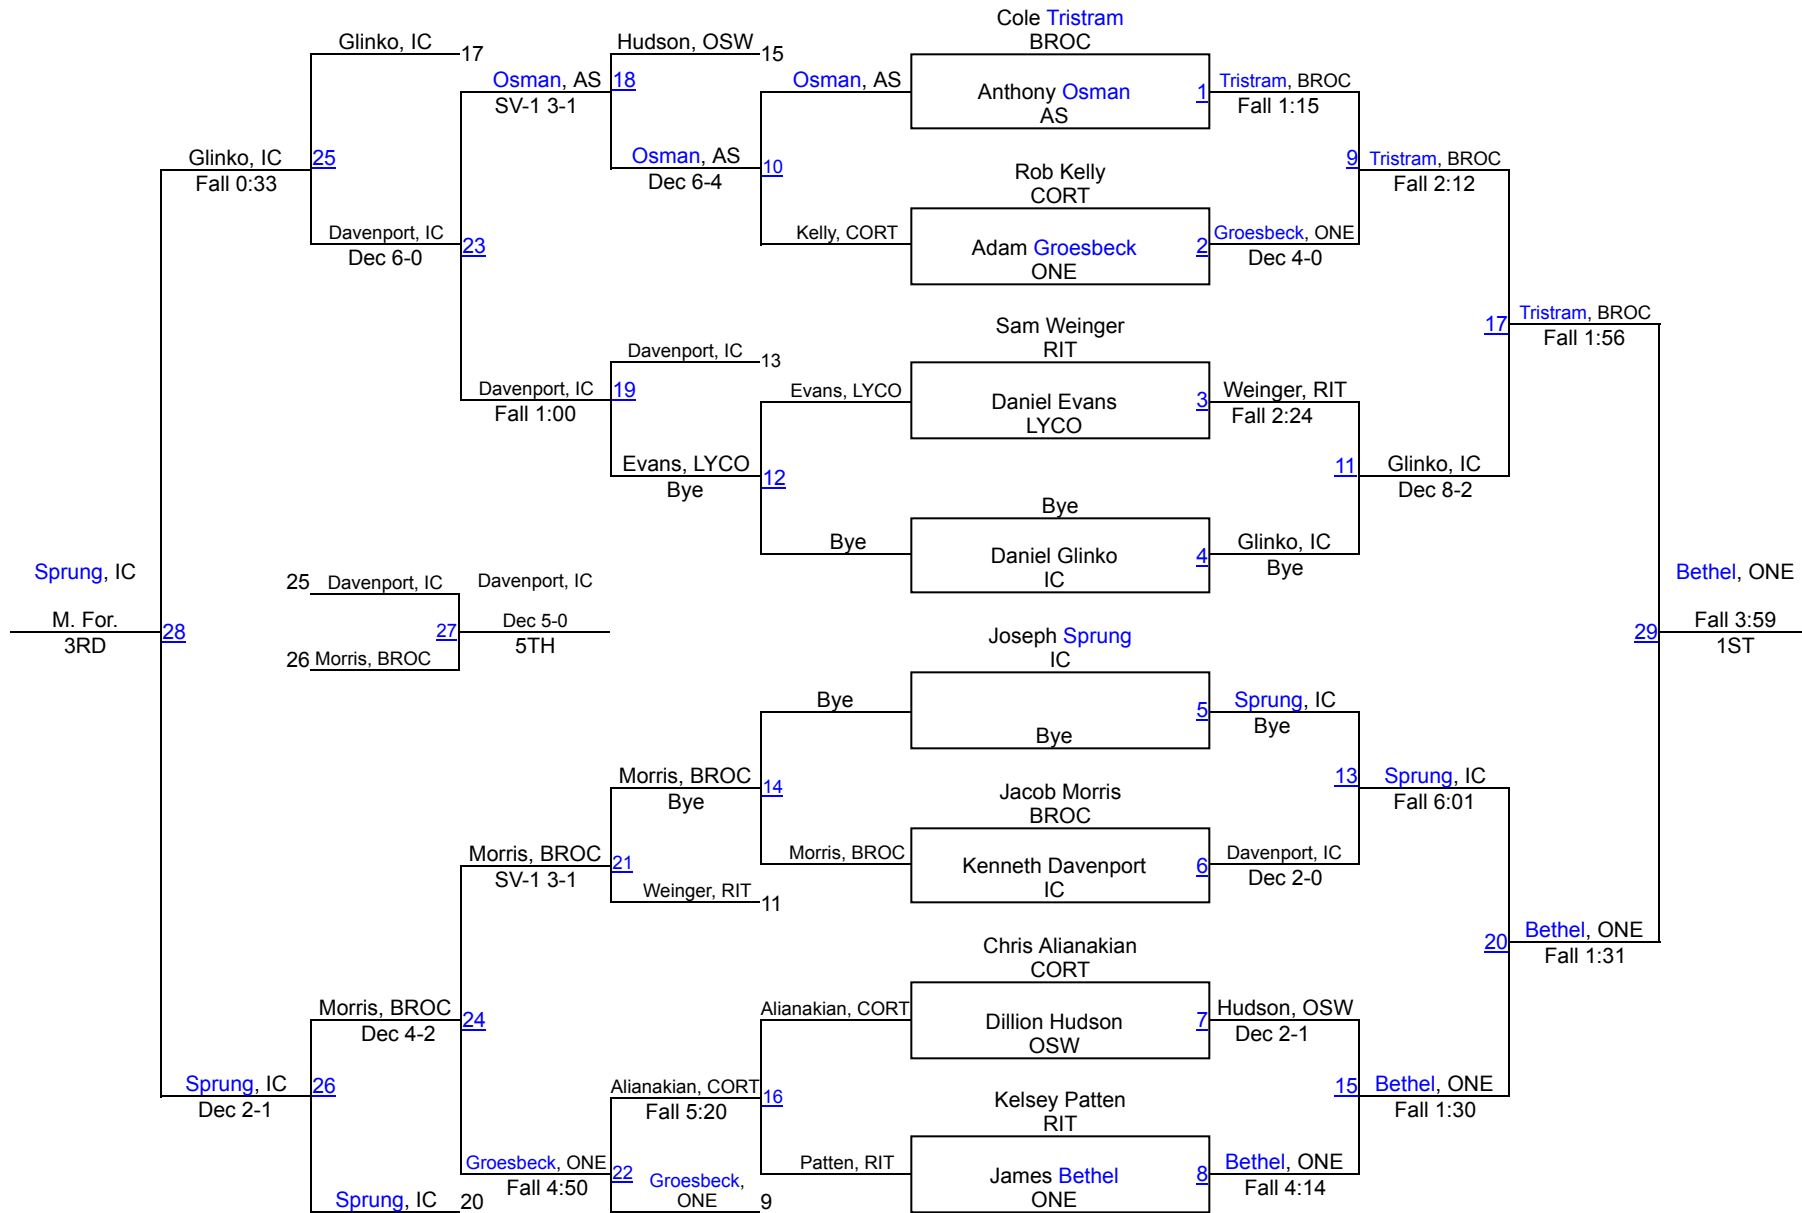 Cole Tristram
BROC
Glinko, IC
17
Hudson, OSW
15
Osman, AS
18
SV-1 3-1
Osman, AS
Anthony Osman
AS
1
Tristram, BROC
Fall 1:15
Glinko, IC
25
Fall 0:33
Osman, AS
10
Dec 6-4
Rob Kelly
CORT
9
Tristram, BROC
Fall 2:12
Davenport, IC
23
Dec 6-0
Kelly, CORT
Adam Groesbeck
ONE
2
Groesbeck, ONE
Dec 4-0
Sam Weinger
RIT
17
Tristram, BROC
Fall 1:56
Davenport, IC
13
Davenport, IC
19
Fall 1:00
Evans, LYCO
Daniel Evans
LYCO
3
Weinger, RIT
Fall 2:24
Evans, LYCO
12
Bye
11
Glinko, IC
Dec 8-2
Bye
Bye
Daniel Glinko
IC
4
Glinko, IC
Bye
Sprung, IC
25
Davenport, IC
Davenport, IC
Bethel, ONE
M. For.
28
3RD
27
Dec 5-0
5TH
26
Morris, BROC
Joseph Sprung
IC
29
Fall 3:59
1ST
Bye
Bye
5
Sprung, IC
Bye
Morris, BROC
14
Bye
Jacob Morris
BROC
13
Sprung, IC
Fall 6:01
Morris, BROC
21
SV-1 3-1
Morris, BROC
Kenneth Davenport
IC
6
Davenport, IC
Dec 2-0
Weinger, RIT
11
Chris Alianakian
CORT
20
Bethel, ONE
Fall 1:31
Morris, BROC
24
Dec 4-2
Alianakian, CORT
Dillion Hudson
OSW
7
Hudson, OSW
Dec 2-1
Sprung, IC
26
Dec 2-1
Alianakian, CORT
16
Fall 5:20
Kelsey Patten
RIT
15
Bethel, ONE
Fall 1:30
Groesbeck, ONE
22
Fall 4:50
Patten, RIT
James Bethel
ONE
8
Bethel, ONE
Fall 4:14
Sprung, IC
20
Groesbeck,
ONE
9